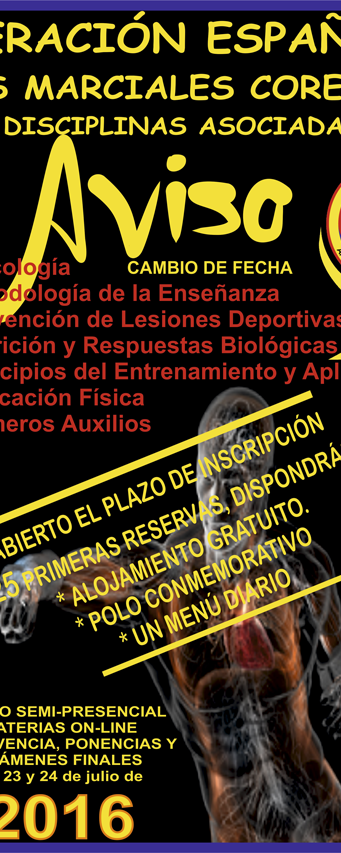 ERACIÓN ESPAÑ
S MARCIALES CORE
DISCIPLINAS ASOCIADA
Aviso
CAMBIO DE FECHA
cología
odología de la Enseñanza
vención de Lesiones Deportivas
rición y Respuestas Biológicas
cipios del Entrenamiento y Apl
cación Física
meros Auxilios
ABIERTO EL PLAZO DE INSCRIPCIÓN
25 PRIMERAS RESERVAS, DISPONDRÁ
* ALOJAMIENTO GRATUITO.
* POLO CONMEMORATIVO
* UN MENÚ DIARIO
O SEMI-PRESENCIAL
ATERIAS ON-LINE
VENCIA, PONENCIAS Y
ÁMENES FINALES
23 y 24 de julio de
2016